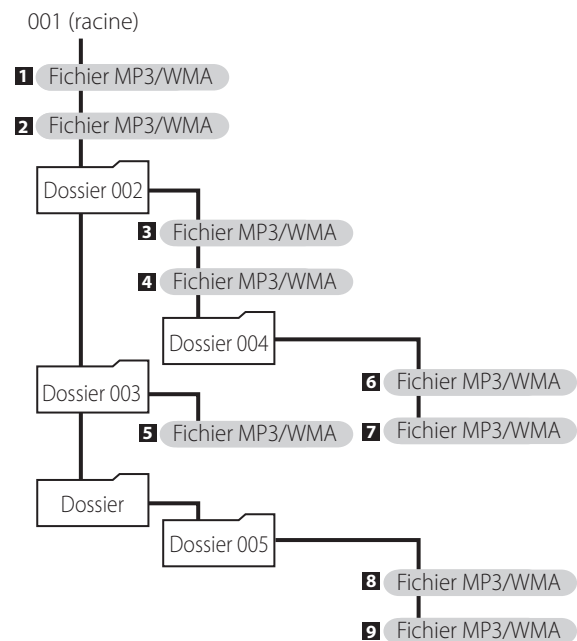 001 (racine)
1 Fichier MP3/WMA
2 Fichier MP3/WMA
Dossier 002
3 Fichier MP3/WMA
4 Fichier MP3/WMA
Dossier 004
6 Fichier MP3/WMA
7 Fichier MP3/WMA
Dossier 003
5 Fichier MP3/WMA
Dossier
Dossier 005
8 Fichier MP3/WMA
9 Fichier MP3/WMA